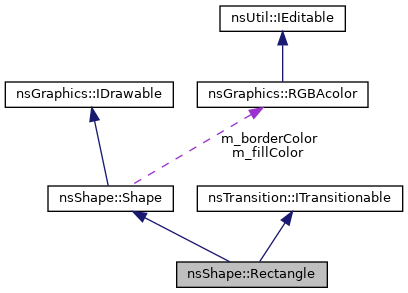 nsUtil::IEditable
nsGraphics::IDrawable
nsGraphics::RGBAcolor
m_borderColor
m_fillColor
nsShape::Shape
nsTransition::ITransitionable
nsShape::Rectangle